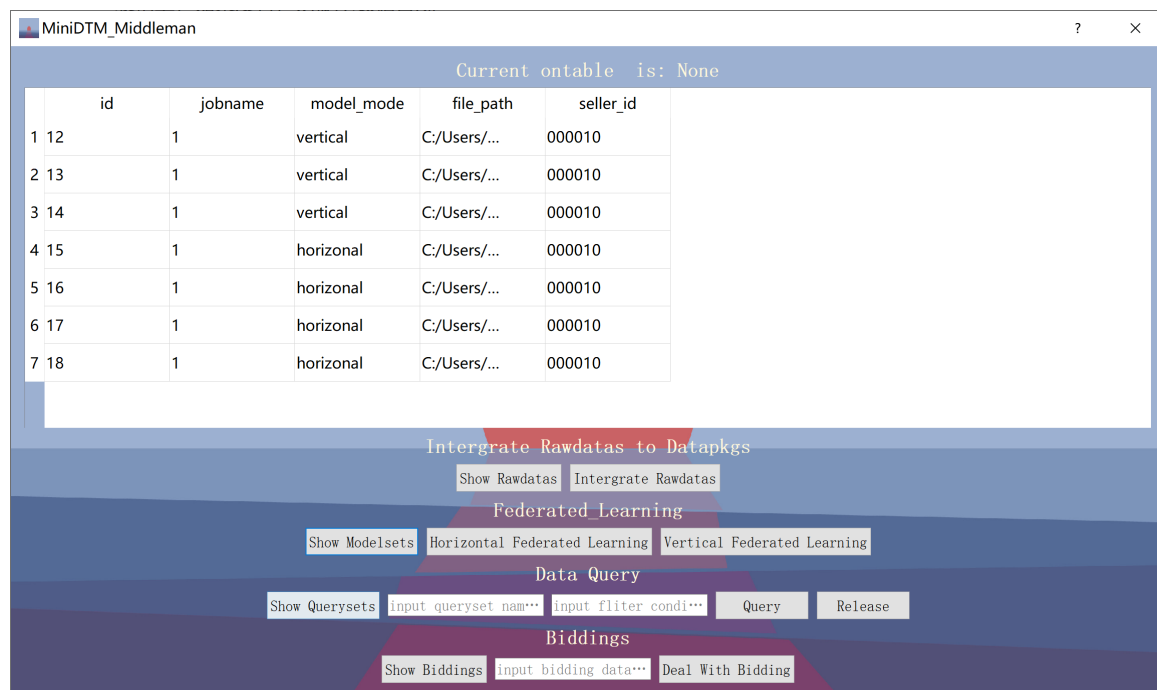 MiniDTM_Middleman ? ×
Current ontable is: None
id jobname model_mode file_path seller_id
1 12 1 vertical C:/Users/... 000010
2 13 1 vertical C:/Users/... 000010
3 14 1 vertical C:/Users/... 000010
4 15 1 horizonal C:/Users/... 000010
5 16 1 horizonal C:/Users/... 000010
6 17 1 horizonal C:/Users/... 000010
7 18 1 horizonal C:/Users/... 000010
Intergrate Rawdatas to Datapkgs
Show Rawdatas Intergrate Rawdatas
Federated_Learning
Show Modelsets Horizontal Federated Learning Vertical Federated Learning
Data Query
Show Querysets input queryset nam… input fliter condi… Query Release
Biddings
Show Biddings input bidding data… Deal With Bidding